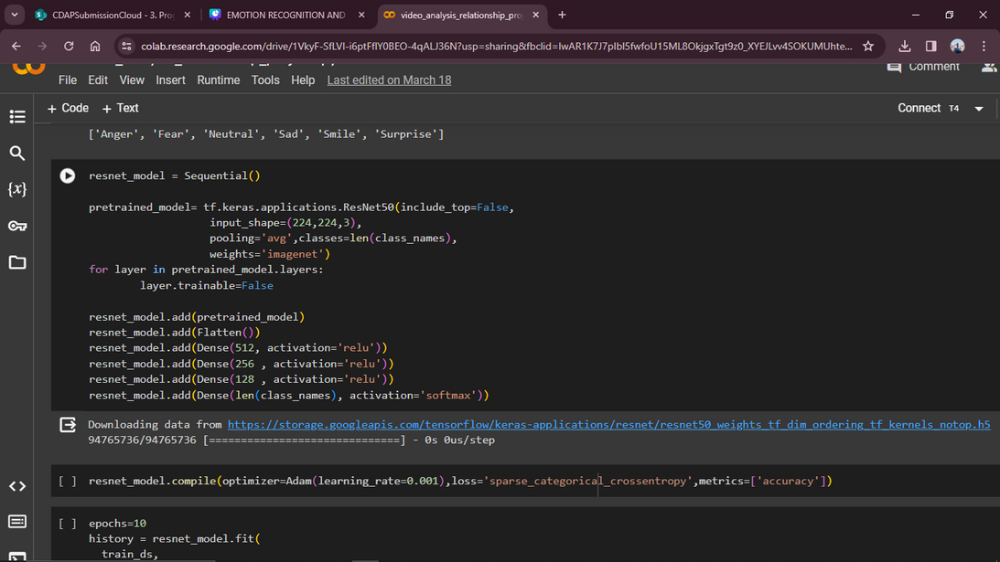 CDAPSubmissionCloud - 3. Pro
EMOTION RECOGNITION AND
video_analysis_relationship_pro
colab.research.google.com/drive/1VkyF-SfLVI-i6ptFfIY0BEO-4qALJ36N?usp=sharing&fbclid=IwAR1K7J7pIbI5fwfoU15ML8OkjgxTgt9z0_XYEJLvv4SOKUMUhte...
File Edit View Insert Runtime Tools Help Last edited on March 18
Comment
+ Code + Text
Connect T4
['Anger', 'Fear', 'Neutral', 'Sad', 'Smile', 'Surprise']
resnet_model = Sequential()
pretrained_model= tf.keras.applications.ResNet50(include_top=False,
input_shape=(224,224,3),
pooling='avg',classes=len(class_names),
weights='imagenet')
for layer in pretrained_model.layers:
layer.trainable=False
resnet_model.add(pretrained_model)
resnet_model.add(Flatten())
resnet_model.add(Dense(512, activation='relu'))
resnet_model.add(Dense(256 , activation='relu'))
resnet_model.add(Dense(128 , activation='relu'))
resnet_model.add(Dense(len(class_names), activation='softmax'))
Downloading data from https://storage.googleapis.com/tensorflow/keras-applications/resnet/resnet50_weights_tf_dim_ordering_tf_kernels_notop.h5
94765736/94765736 [==============================] - 0s 0us/step
[ ] resnet_model.compile(optimizer=Adam(learning_rate=0.001),loss='sparse_categorical_crossentropy',metrics=['accuracy'])
[ ] epochs=10
history = resnet_model.fit(
train_ds,